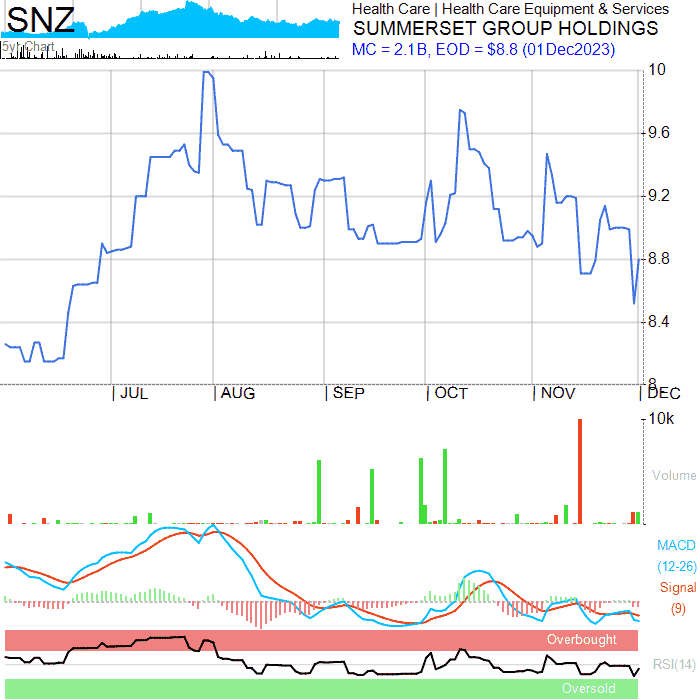 SNZ
Health Care | Health Care Equipment & Services
SUMMERSET GROUP HOLDINGS
5yr Chart
MC = 2.1B, EOD = $8.8 (01Dec2023)
10
9.6
9.2
8.8
8.4
8
JUL AUG SEP OCT NOV DEC
10k
Volume
MACD
(12-26)
Signal
(9)
Overbought
RSI(14)
Oversold